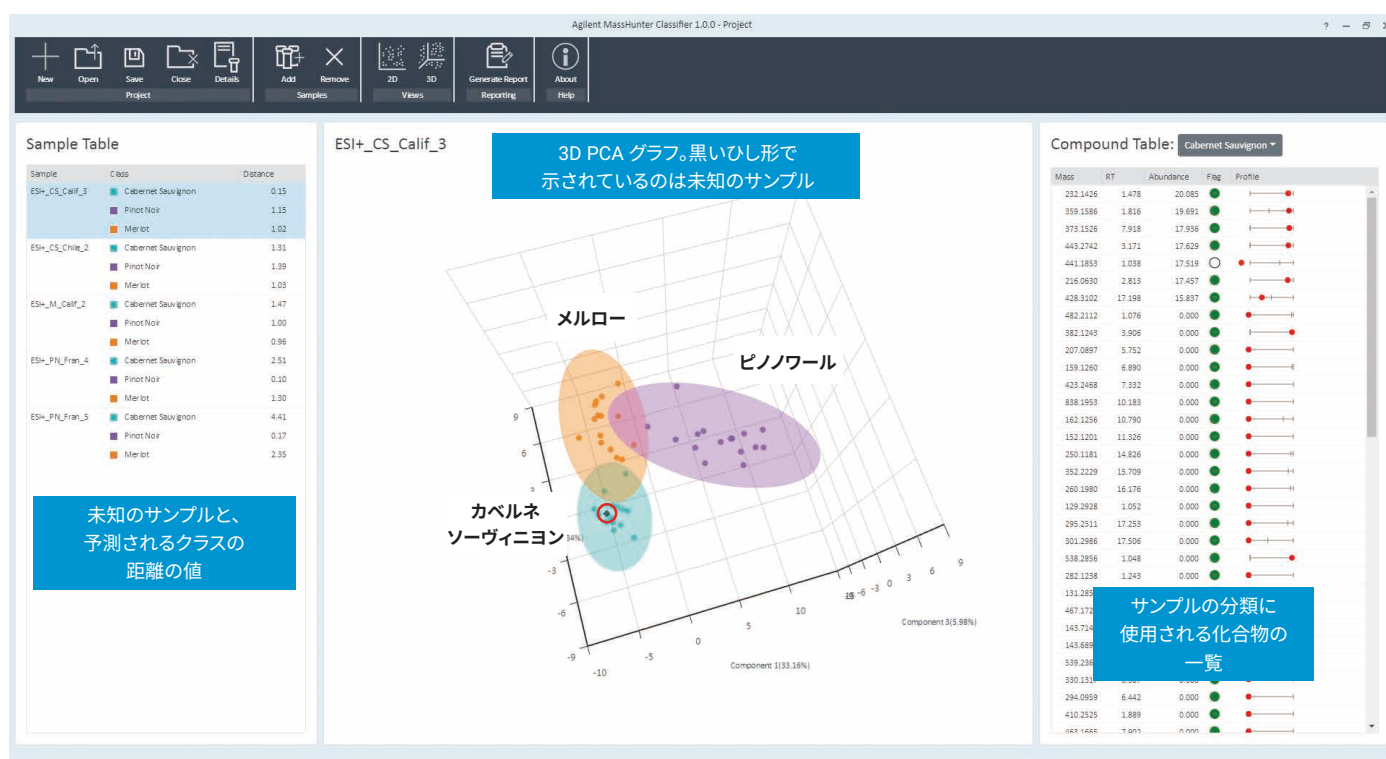 Agilent MassHunter Classifier 1.0.0 - Project
New Open Save Close Details Add Remove 2D 3D Generate Report About
Project Samples Views Reporting Help
Sample Table
Sample Class Distance
ESI+_CS_Calif_3 Cabernet Sauvignon 0.15
Pinot Noir 1.15
Merlot 1.02
ESI+_CS_Chile_2 Cabernet Sauvignon 1.31
Pinot Noir 1.39
Merlot 1.03
ESI+_M_Calif_2 Cabernet Sauvignon 1.47
Pinot Noir 1.00
Merlot 0.96
ESI+_PN_Fran_4 Cabernet Sauvignon 2.51
Pinot Noir 0.10
Merlot 1.30
ESI+_PN_Fran_5 Cabernet Sauvignon 4.41
Pinot Noir 0.17
Merlot 2.35
未知のサンプルと、
予測されるクラスの
距離の値
ESI+_CS_Calif_3
3D PCA グラフ。黒いひし形で
示されているのは未知のサンプル
メルロー
ピノノワール
カベルネ
ソーヴィニヨン
9
6
-3
-6
-9
-10
-5
0
5
10
-6 -3 0 3 6 9
Component 1(33.16%)
Component 3(5.98%)
Compound Table: Cabernet Sauvignon
Mass RT Abundance Flag Profile
232.1426 1.478 20.085
359.1586 1.816 19.691
373.1526 7.918 17.936
443.2742 3.171 17.629
441.1853 1.038 17.519
216.0630 2.813 17.457
428.3102 17.198 15.837
482.2112 1.076 0.000
382.1243 3.906 0.000
207.0897 5.752 0.000
159.1260 6.890 0.000
423.2468 7.332 0.000
838.1953 10.183 0.000
162.1256 10.790 0.000
152.1201 11.326 0.000
250.1181 14.826 0.000
352.2229 15.709 0.000
260.1980 16.176 0.000
129.2928 1.052 0.000
295.2511 17.253 0.000
301.2986 17.506 0.000
538.2856 1.048 0.000
282.1238 1.243 0.000
サンプルの分類に
使用される化合物の
一覧
294.0959 6.442 0.000
410.2525 1.889 0.000